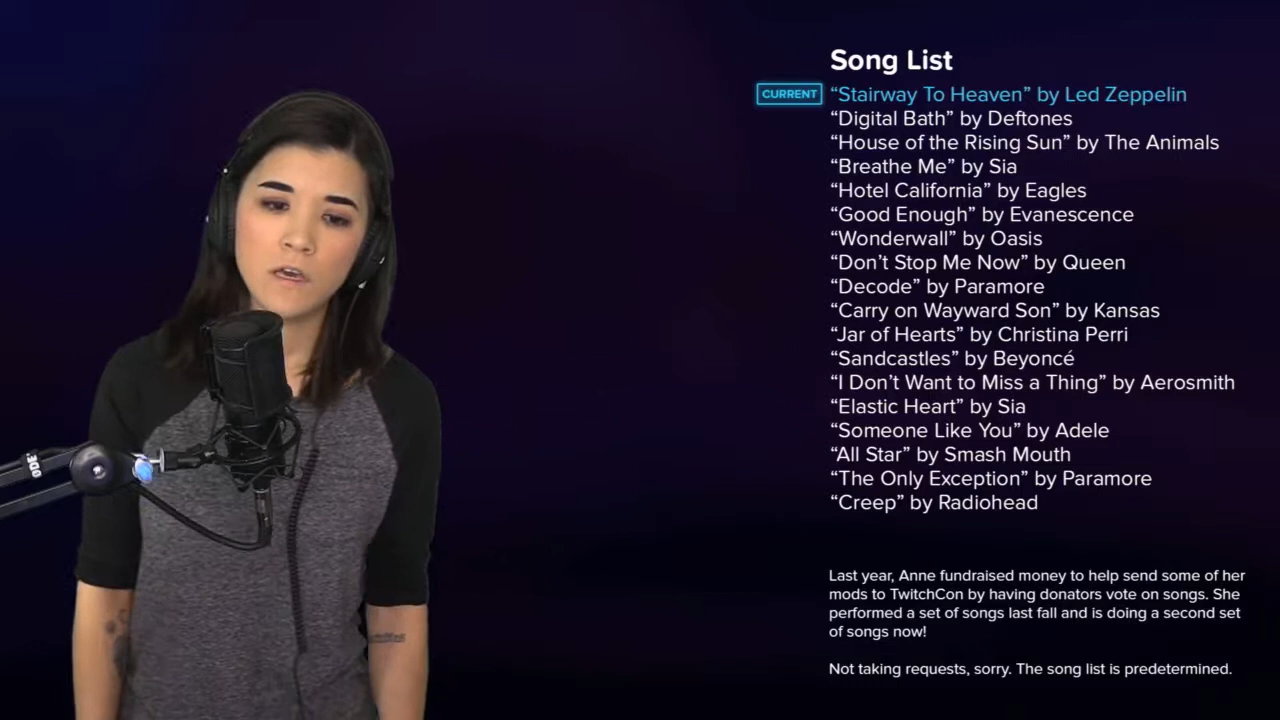 Song List
CURRENT “Stairway To Heaven” by Led Zeppelin
“Digital Bath” by Deftones
“House of the Rising Sun” by The Animals
“Breathe Me” by Sia
“Hotel California” by Eagles
“Good Enough” by Evanescence
“Wonderwall” by Oasis
“Don’t Stop Me Now” by Queen
“Decode” by Paramore
“Carry on Wayward Son” by Kansas
“Jar of Hearts” by Christina Perri
“Sandcastles” by Beyoncé
“I Don’t Want to Miss a Thing” by Aerosmith
“Elastic Heart” by Sia
“Someone Like You” by Adele
“All Star” by Smash Mouth
“The Only Exception” by Paramore
“Creep” by Radiohead
Last year, Anne fundraised money to help send some of her
mods to TwitchCon by having donators vote on songs. She
performed a set of songs last fall and is doing a second set
of songs now!
Not taking requests, sorry. The song list is predetermined.